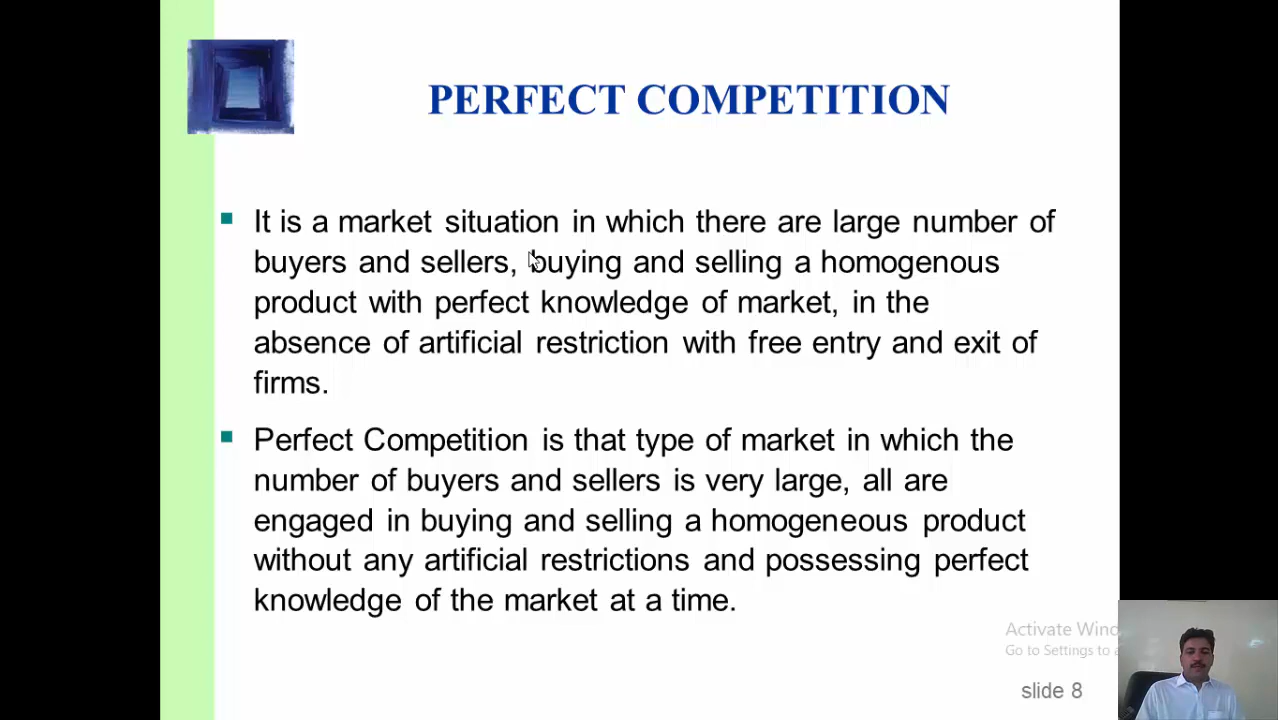 PERFECT COMPETITION
It is a market situation in which there are large number of
buyers and sellers, buying and selling a homogenous
product with perfect knowledge of market, in the
absence of artificial restriction with free entry and exit of
firms.
Perfect Competition is that type of market in which the
number of buyers and sellers is very large, all are
engaged in buying and selling a homogeneous product
without any artificial restrictions and possessing perfect
knowledge of the market at a time.
Activate Wind
Go to Settings to a
slide 8